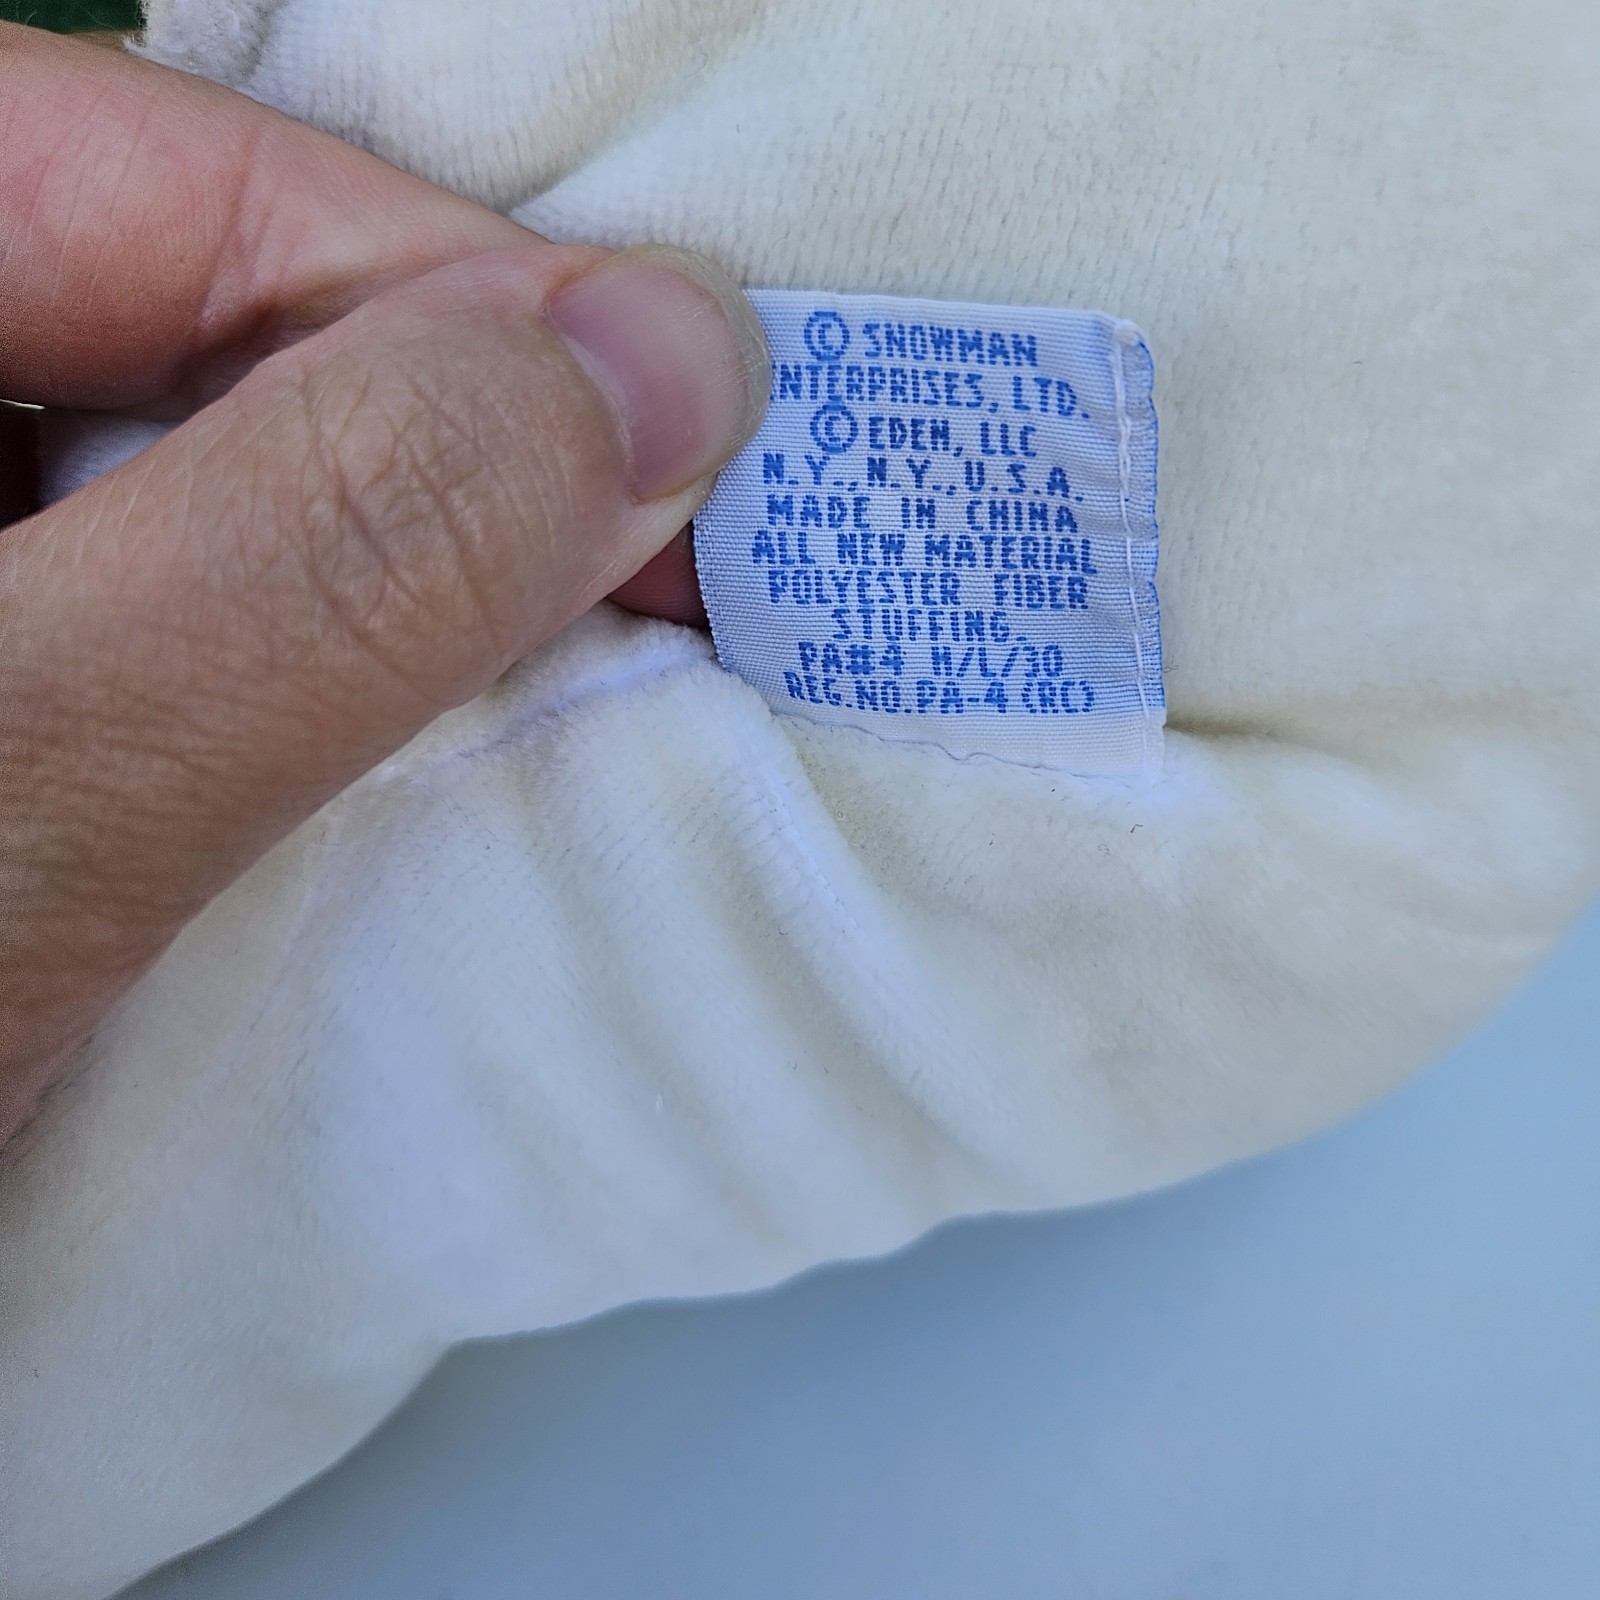 © SNOWMAN
NTERPRISES, LTD.
© EDEN, LLC
N.Y., N.Y., U.S.A.
MADE IN CHINA
ALL NEW MATERIAL
POLYESTER FIBER
STUFFING
PA#4 H/L/30
REG.NO.PA-4 (RC)